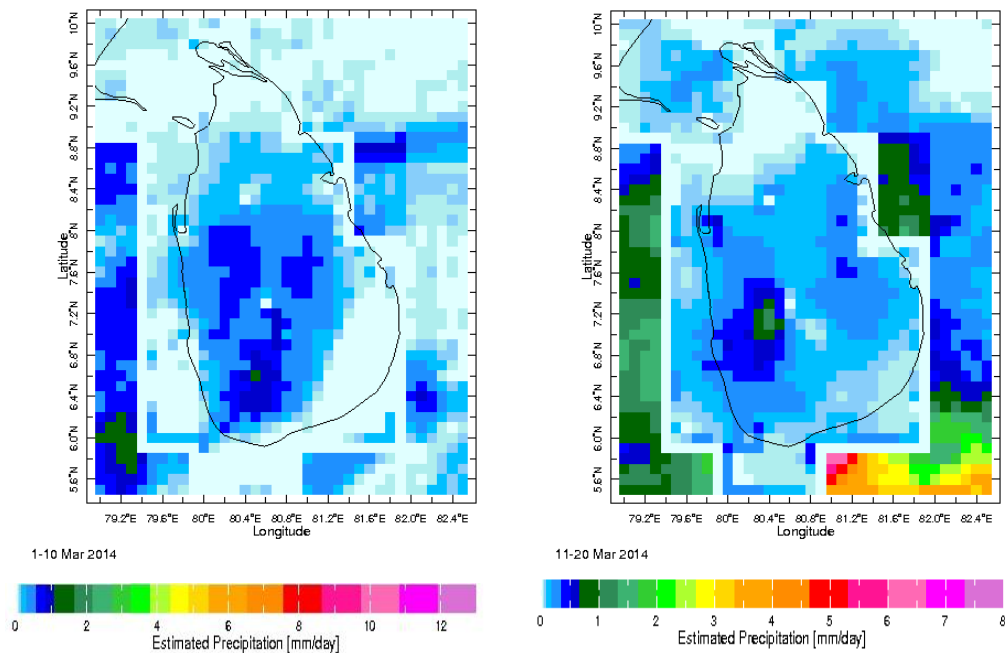 10°N
9.6°N
9.2°N
8.8°N
8.4°N
8°N
7.6°N
7.2°N
6.8°N
6.4°N
6.0°N
5.6°N
Latitude
79.2°E 79.6°E 80°E 80.4°E 80.8°E 81.2°E 81.6°E 82.0°E 82.4°E
Longitude
1-10 Mar 2014
0 2 4 6 8 10 12
Estimated Precipitation [mm/day]
10°N
9.6°N
9.2°N
8.8°N
8.4°N
8°N
7.6°N
7.2°N
6.8°N
6.4°N
6.0°N
5.6°N
Latitude
79.2°E 79.6°E 80°E 80.4°E 80.8°E 81.2°E 81.6°E 82.0°E 82.4°E
Longitude
11-20 Mar 2014
0 1 2 3 4 5 6 7 8
Estimated Precipitation [mm/day]